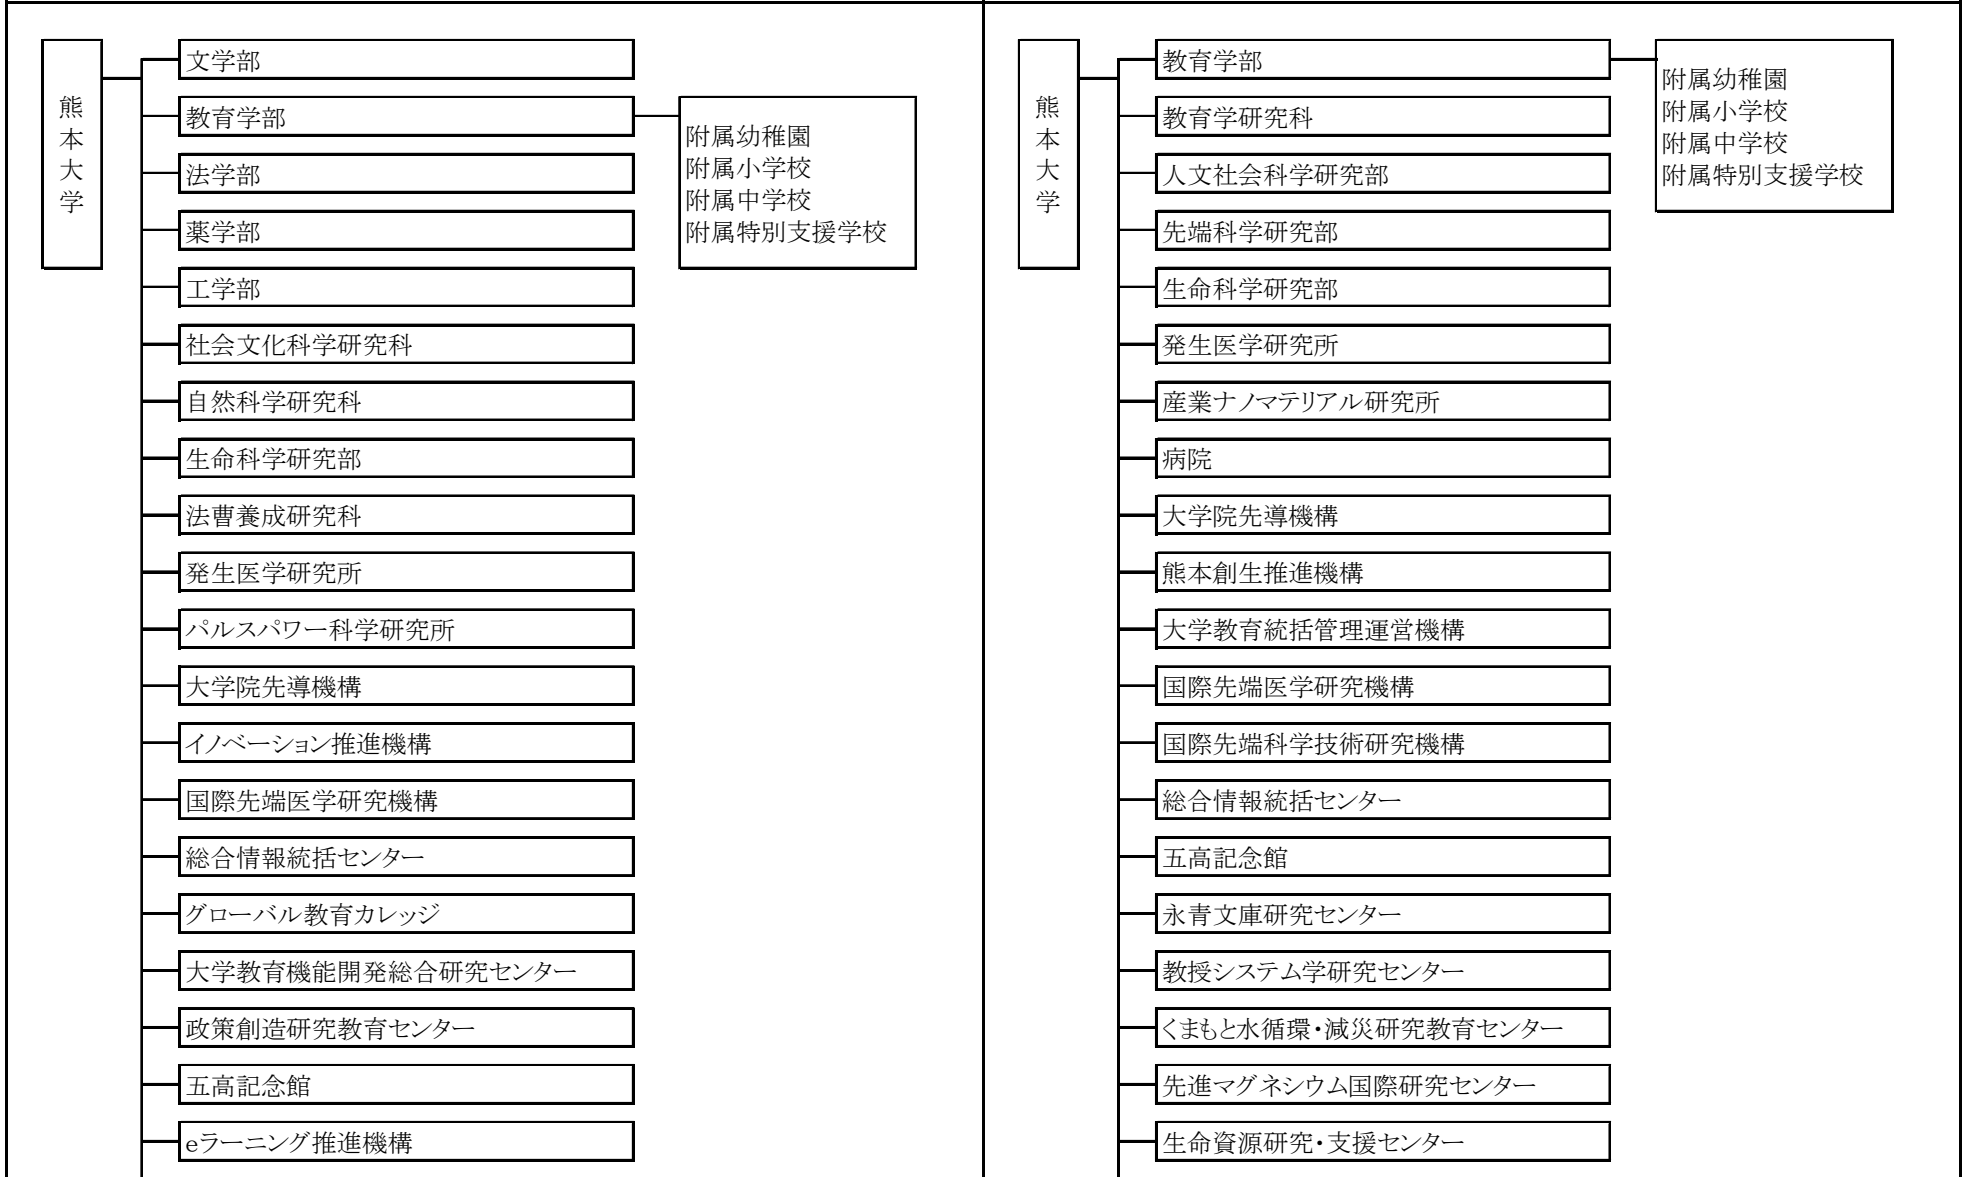 熊本大学
文学部
教育学部
附属幼稚園
附属小学校
附属中学校
附属特別支援学校
法学部
薬学部
工学部
社会文化科学研究科
自然科学研究科
生命科学研究部
法曹養成研究科
発生医学研究所
パルスパワー科学研究所
大学院先導機構
イノベーション推進機構
国際先端医学研究機構
総合情報統括センター
グローバル教育カレッジ
大学教育機能開発総合研究センター
政策創造研究教育センター
五高記念館
eラーニング推進機構
熊本大学
教育学部
附属幼稚園
附属小学校
附属中学校
附属特別支援学校
教育学研究科
人文社会科学研究部
先端科学研究部
生命科学研究部
発生医学研究所
産業ナノマテリアル研究所
病院
大学院先導機構
熊本創生推進機構
大学教育統括管理運営機構
国際先端医学研究機構
国際先端科学技術研究機構
総合情報統括センター
五高記念館
永青文庫研究センター
教授システム学研究センター
くまもと水循環・減災研究教育センター
先進マグネシウム国際研究センター
生命資源研究・支援センター